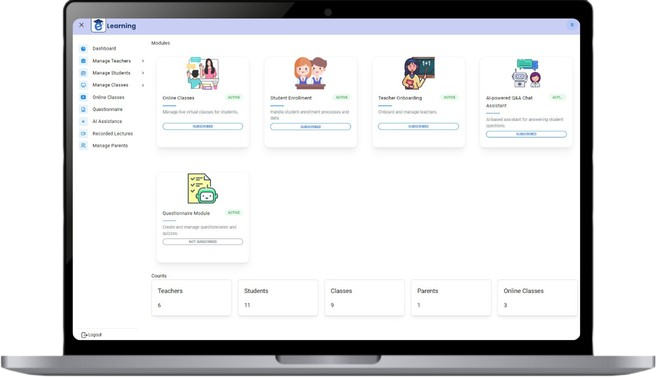 Learning
Dashboard
Manage Teachers
Manage Students
Manage Classes
Online Classes
Questionnaire
AI Assistance
Recorded Lectures
Manage Parents
Logout
Modules
Online Classes ACTIVE
Manage live virtual classes for students.
SUBSCRIBED
Student Enrollment ACTIVE
Handle student enrollment processes and
data.
SUBSCRIBED
1+1
Teacher Onboarding ACTIVE
Onboard and manage teachers.
SUBSCRIBED
AI-powered Q&A Chat ACT...
Assistant
AI-based assistant for answering student
questions.
SUBSCRIBED
Questionnaire Module ACTIVE
Create and manage questionnaires and
quizzes.
NOT SUBSCRIBED
Counts
Teachers
6
Students
11
Classes
9
Parents
1
Online Classes
3